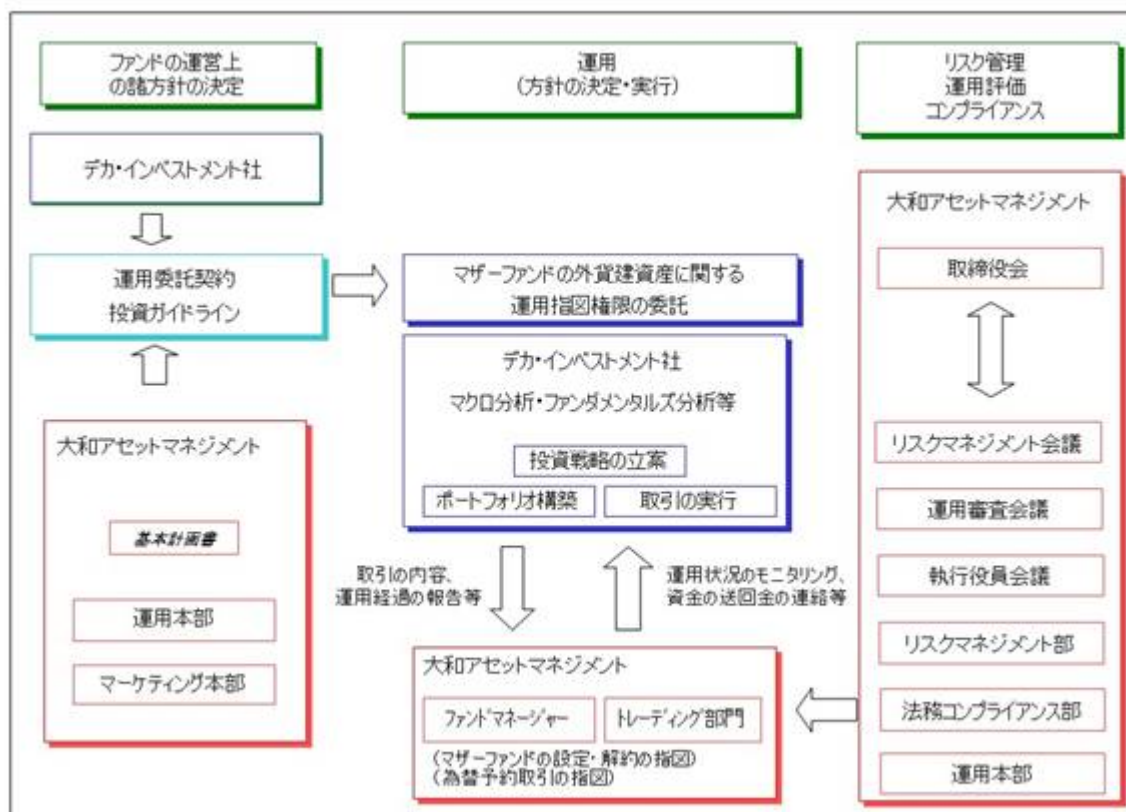 ファンドの運営上
の諸方針の決定
デカ・インベストメント社
運用委託契約
投資ガイドライン
大和アセットマネジメント
基本計画書
運用本部
マーケティング本部
運用
(方針の決定・実行)
マザーファンドの外貨建資産に関する
運用指図権限の委託
デカ・インベストメント社
マクロ分析・ファンダメンタルズ分析等
投資戦略の立案
ポートフォリオ構築
取引の実行
取引の内容、
運用経過の報告等
運用状況のモニタリング、
資金の送回金の連絡等
大和アセットマネジメント
ファンドマネージャー
トレーディング部門
(マザーファンドの設定・解約の指図)
(為替予約取引の指図)
リスク管理
運用評価
コンプライアンス
大和アセットマネジメント
取締役会
リスクマネジメント会議
運用審査会議
執行役員会議
リスクマネジメント部
法務コンプライアンス部
運用本部